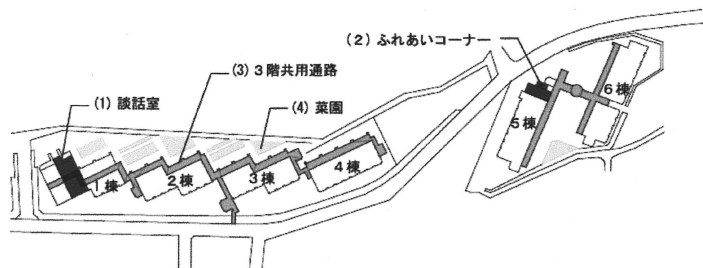 (2) ふれあいコーナー
(3) 3階共用通路
(1) 談話室
(4) 菜園
6棟
5棟
1棟
2棟
3棟
4棟